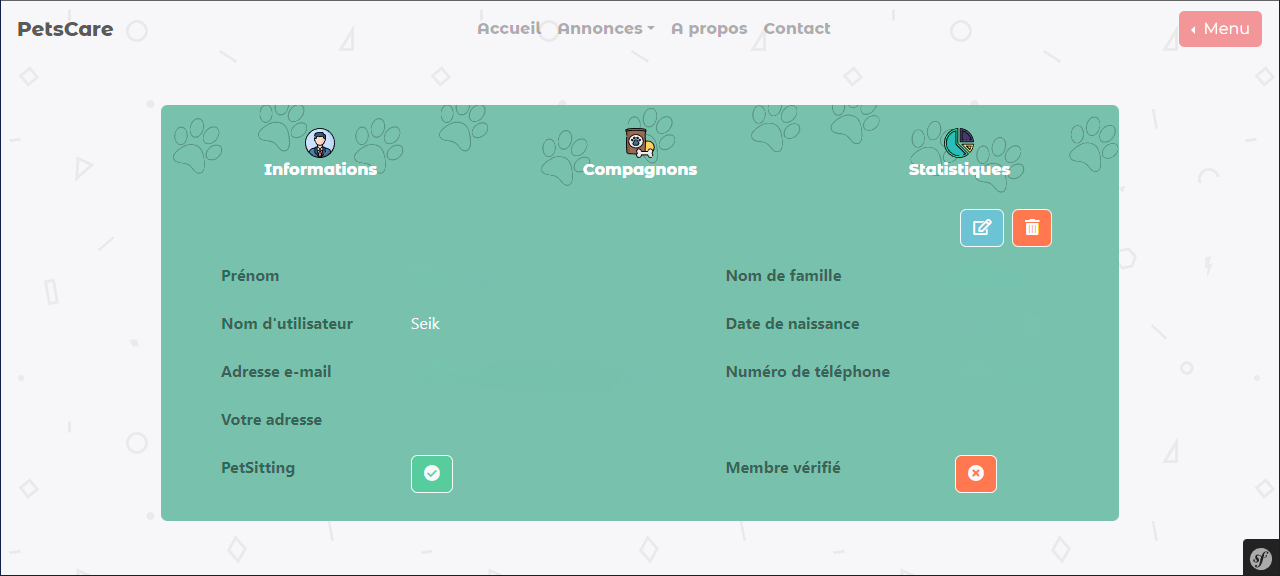 PetsCare
Accueil Annonces A propos Contact
Menu
Informations Compagnons Statistiques
Prénom Nom de famille
Nom d'utilisateur Seik Date de naissance
Adresse e-mail Numéro de téléphone
Votre adresse
PetSitting Membre vérifié
sf